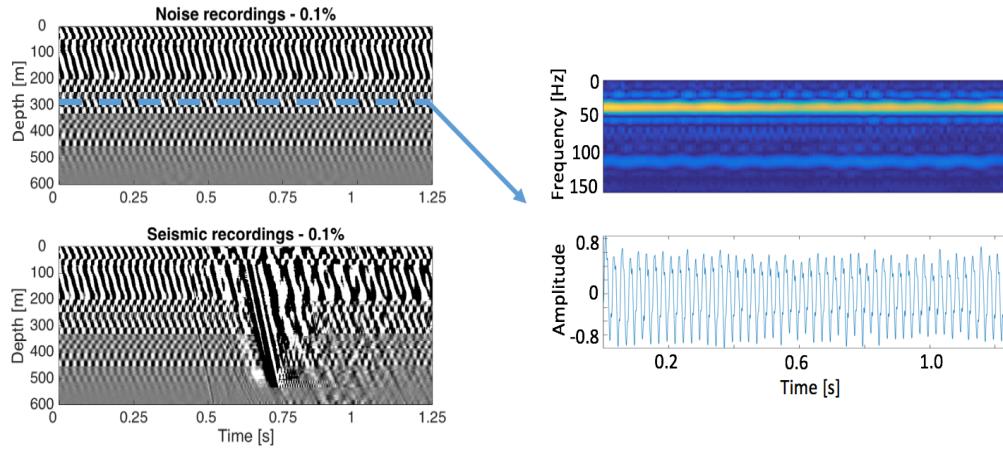 Noise recordings - 0.1%
Depth [m]
0
100
200
300
400
500
600
0 0.25 0.5 0.75 1 1.25
Seismic recordings - 0.1%
Depth [m]
0
100
200
300
400
500
600
0 0.25 0.5 0.75 1 1.25
Time [s]
Frequency [Hz]
0
50
100
150
Amplitude
0.8
0
-0.8
0.2 0.6 1.0
Time [s]